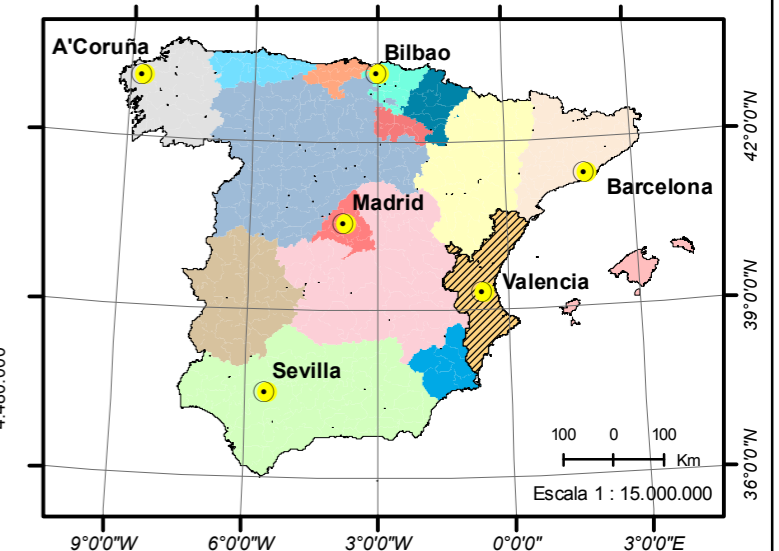 A'Coruña
Bilbao
Barcelona
Madrid
Valencia
Sevilla
42°0'0"N
39°0'0"N
36°0'0"N
100 0 100
Km
Escala 1 : 15.000.000
9°0'0"W 6°0'0"W 3°0'0"W 0°0'0" 3°0'0"E